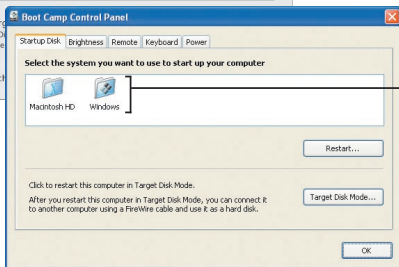 Boot Camp Control Panel
Startup Disk Brightness Remote Keyboard Power
Select the system you want to use to start up your computer
Macintosh HD Windows
Restart...
Click to restart this computer in Target Disk Mode.
After you restart this computer in Target Disk Mode, you can connect it
to another computer using a FireWire cable and use it as a hard disk.
Target Disk Mode...
OK